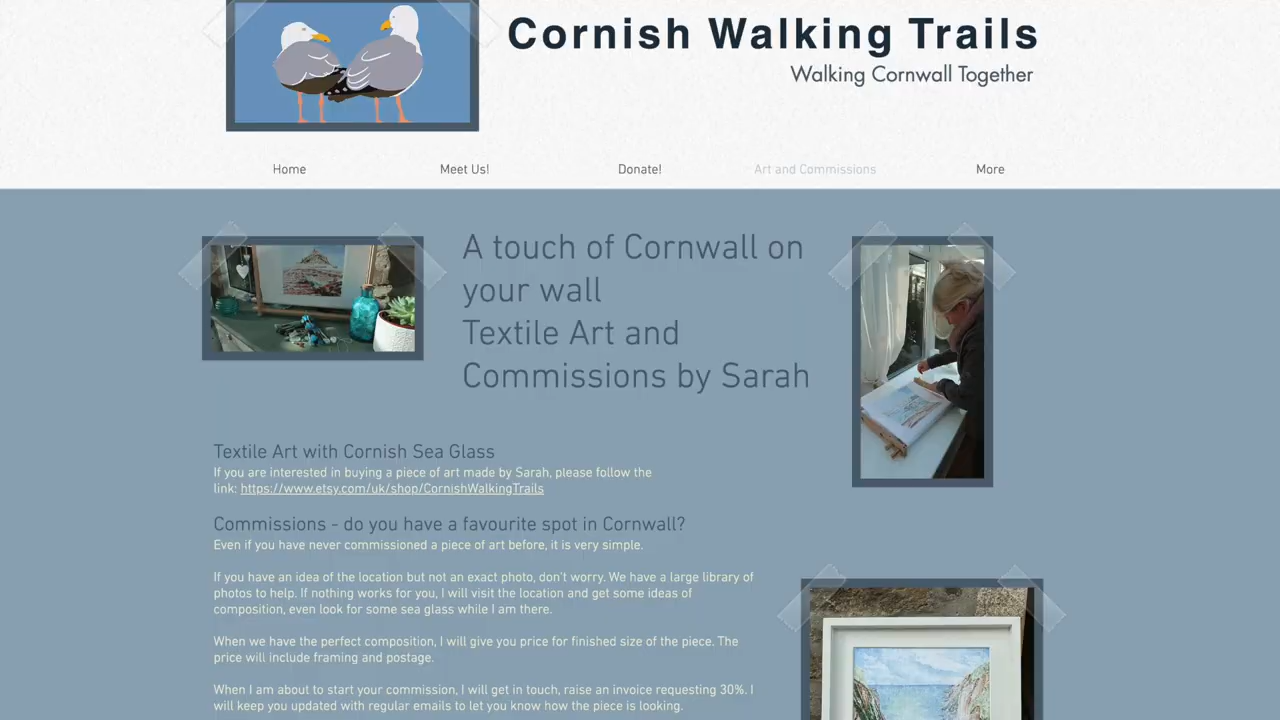 Cornish Walking Trails
Walking Cornwall Together
Home
Meet Us!
Donate!
Art and Commissions
More
A touch of Cornwall on
your wall
Textile Art and
Commissions by Sarah
Textile Art with Cornish Sea Glass
If you are interested in buying a piece of art made by Sarah, please follow the
link: https://www.etsy.com/uk/shop/CornishWalkingTrails
Commissions - do you have a favourite spot in Cornwall?
Even if you have never commissioned a piece of art before, it is very simple.
If you have an idea of the location but not an exact photo, don't worry. We have a large library of
photos to help. If nothing works for you, I will visit the location and get some ideas of
composition, even look for some sea glass while I am there.
When we have the perfect composition, I will give you price for finished size of the piece. The
price will include framing and postage.
When I am about to start your commission, I will get in touch, raise an invoice requesting 30%. I
will keep you updated with regular emails to let you know how the piece is looking.